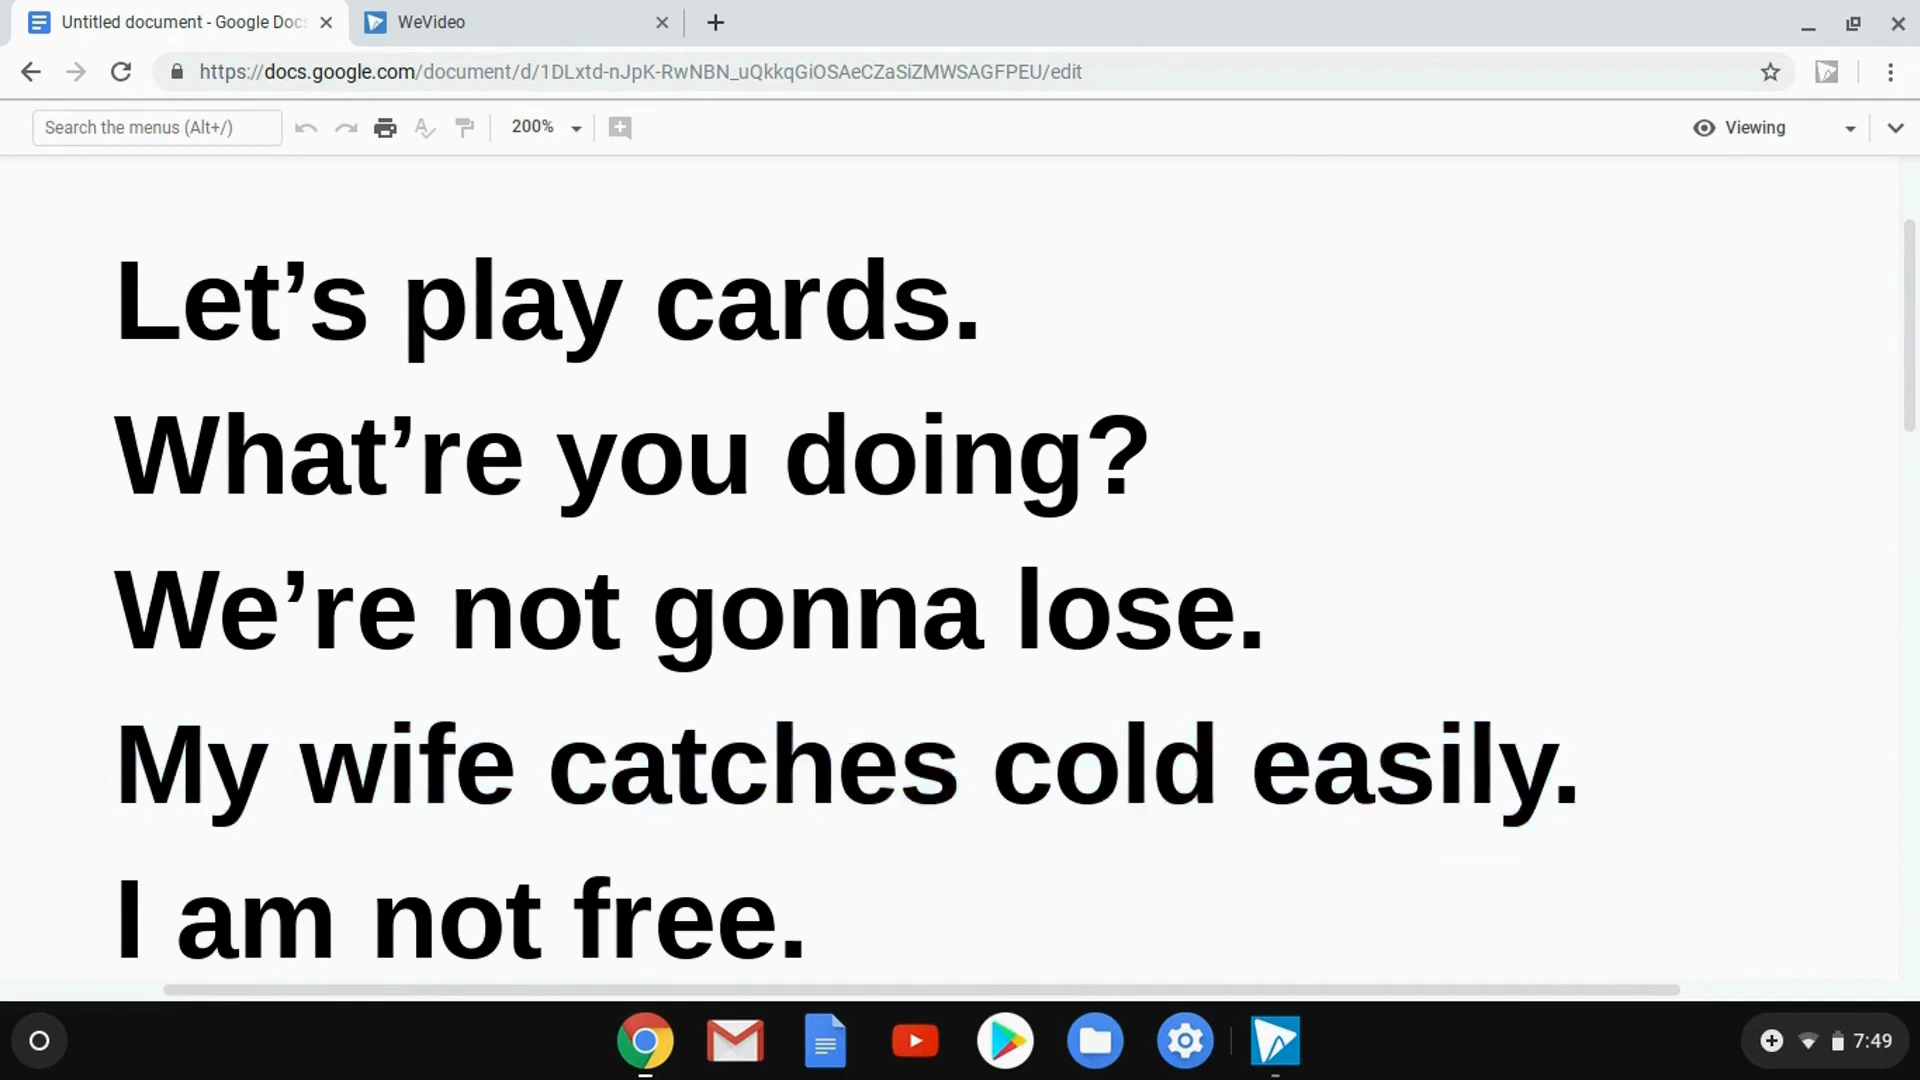 Untitled document - Google Docs
WeVideo
https://docs.google.com/document/d/1DLxtd-nJpK-RwNBN_uQkkqGiOSAeCZaSiZMWSAGFPEU/edit
Search the menus (Alt+/)
200%
Viewing
Let’s play cards.
What’re you doing?
We’re not gonna lose.
My wife catches cold easily.
I am not free.
7:49